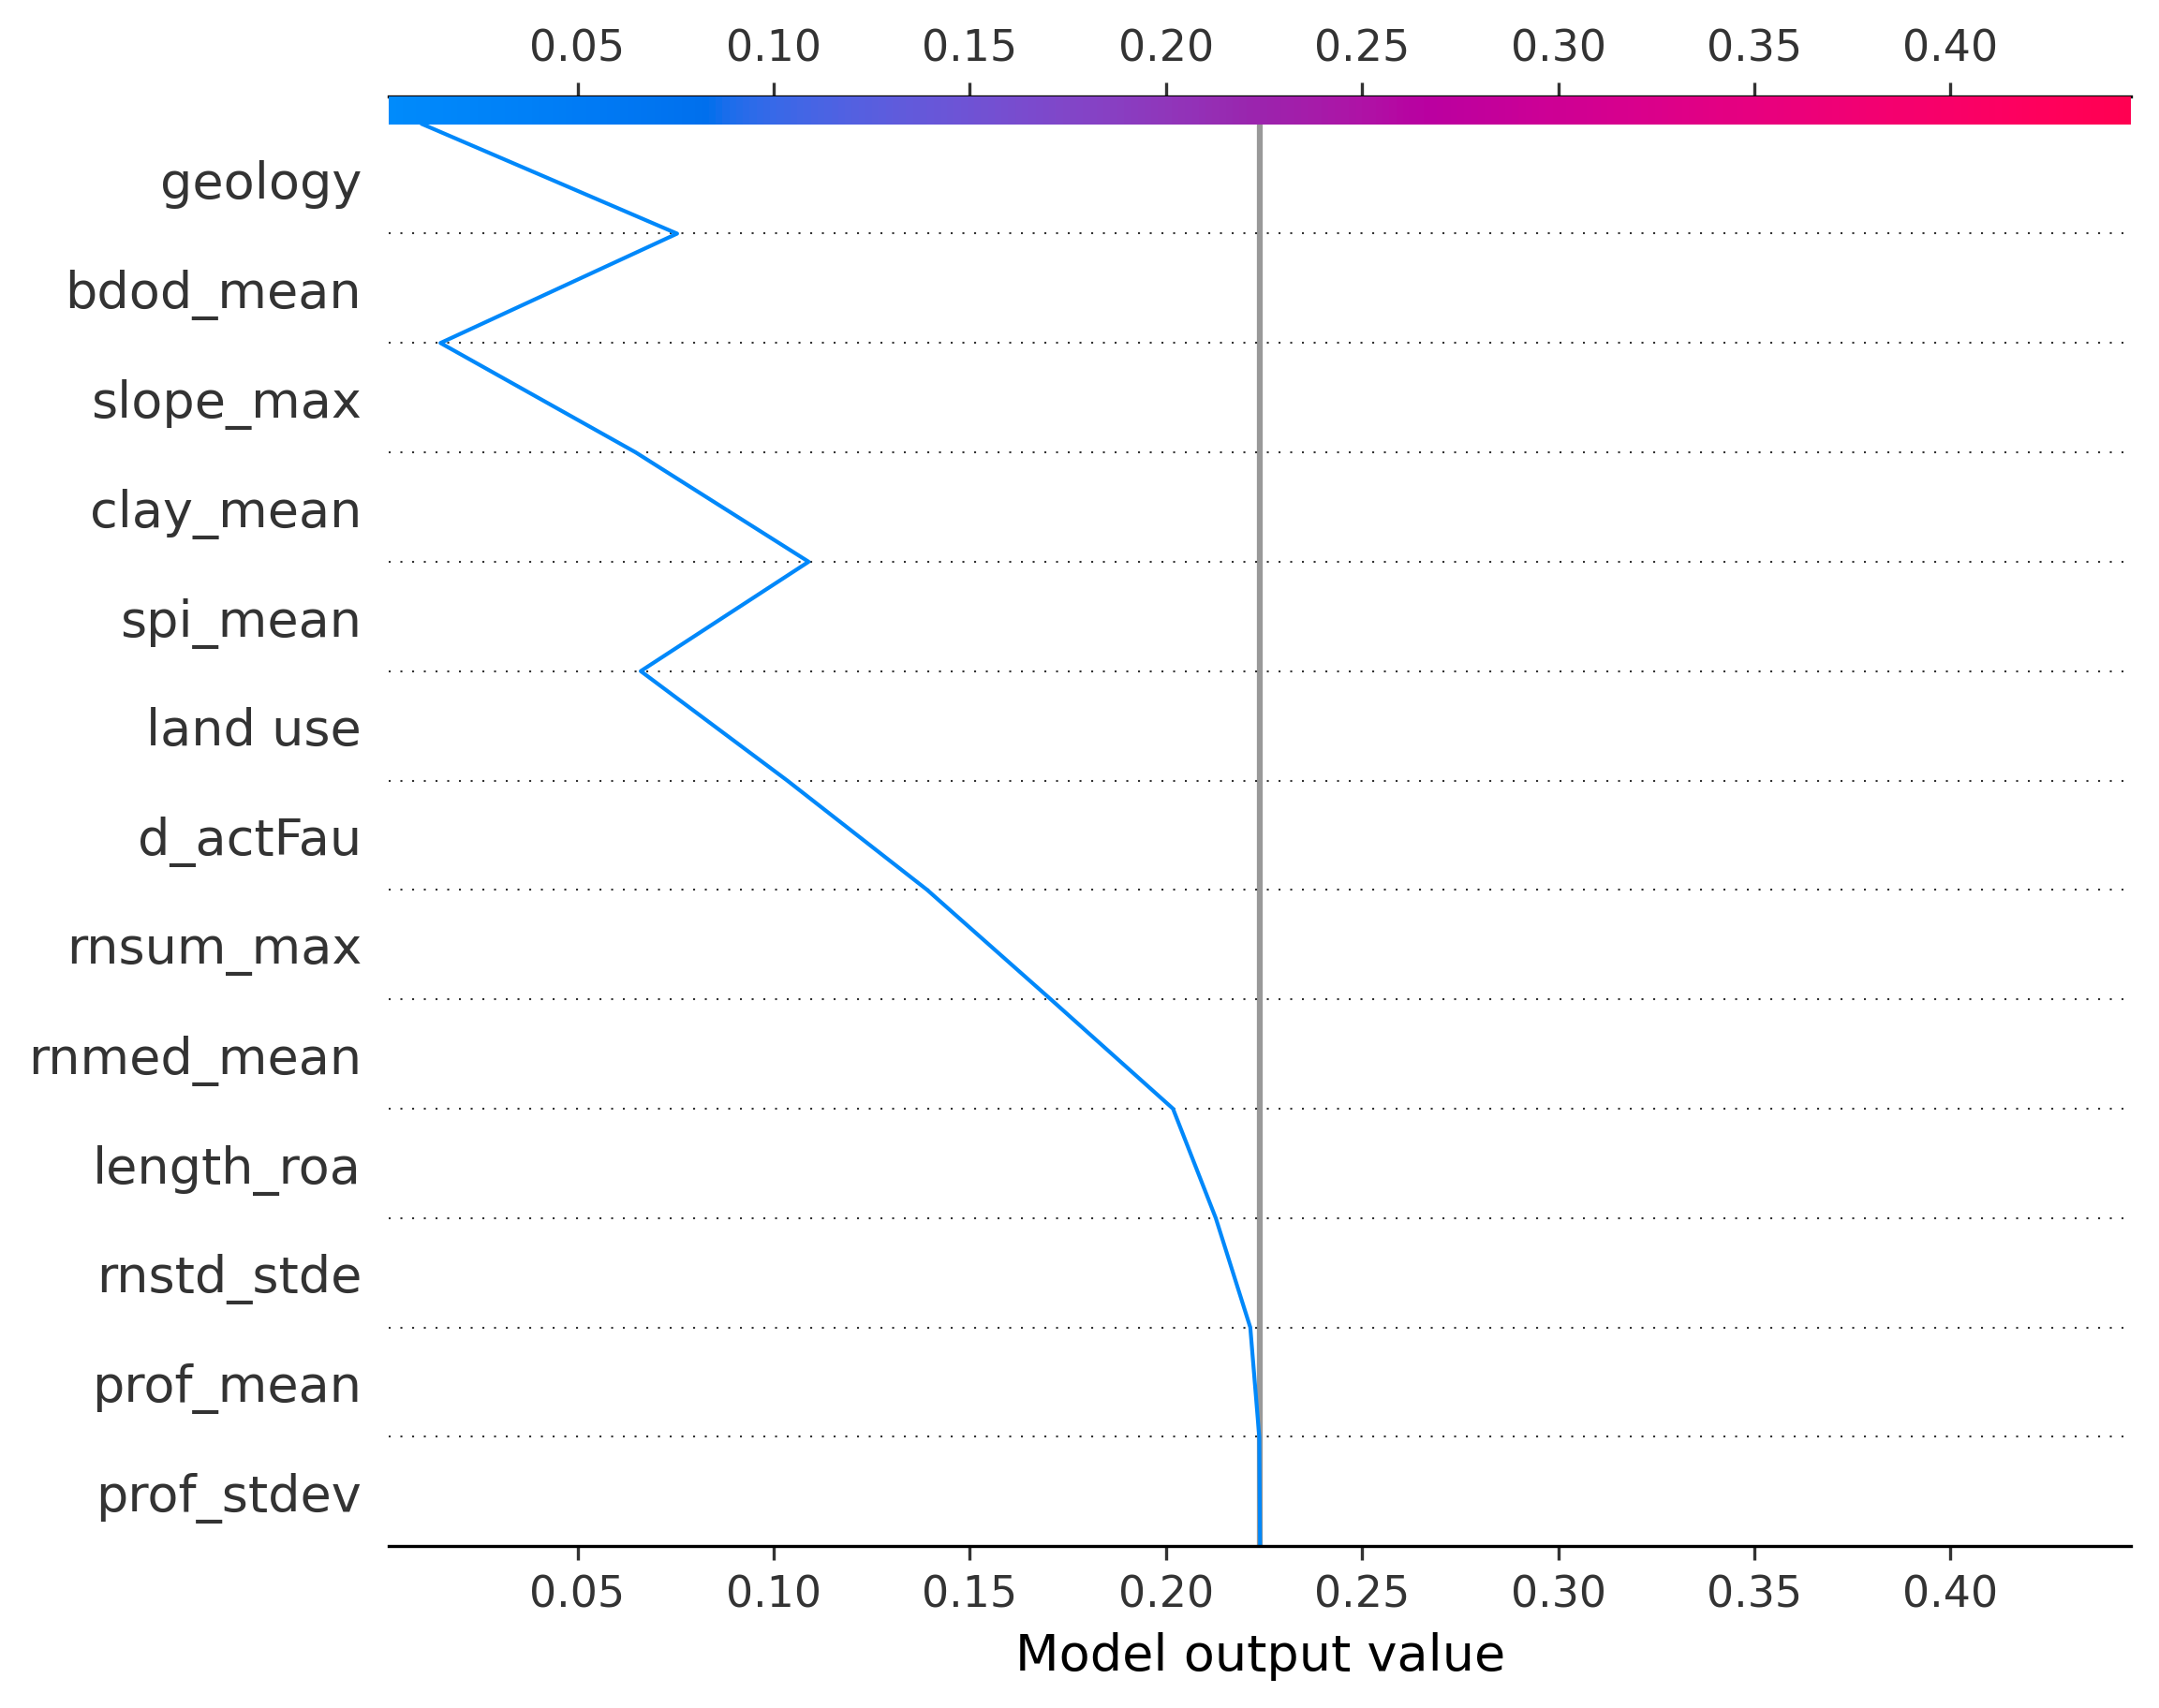 0.05 0.10 0.15 0.20 0.25 0.30 0.35 0.40
geology
bdod_mean
slope_max
clay_mean
spi_mean
land use
d_actFau
rnsum_max
rnmed_mean
length_roa
rnstd_stde
prof_mean
prof_stdev
0.05 0.10 0.15 0.20 0.25 0.30 0.35 0.40
Model output value